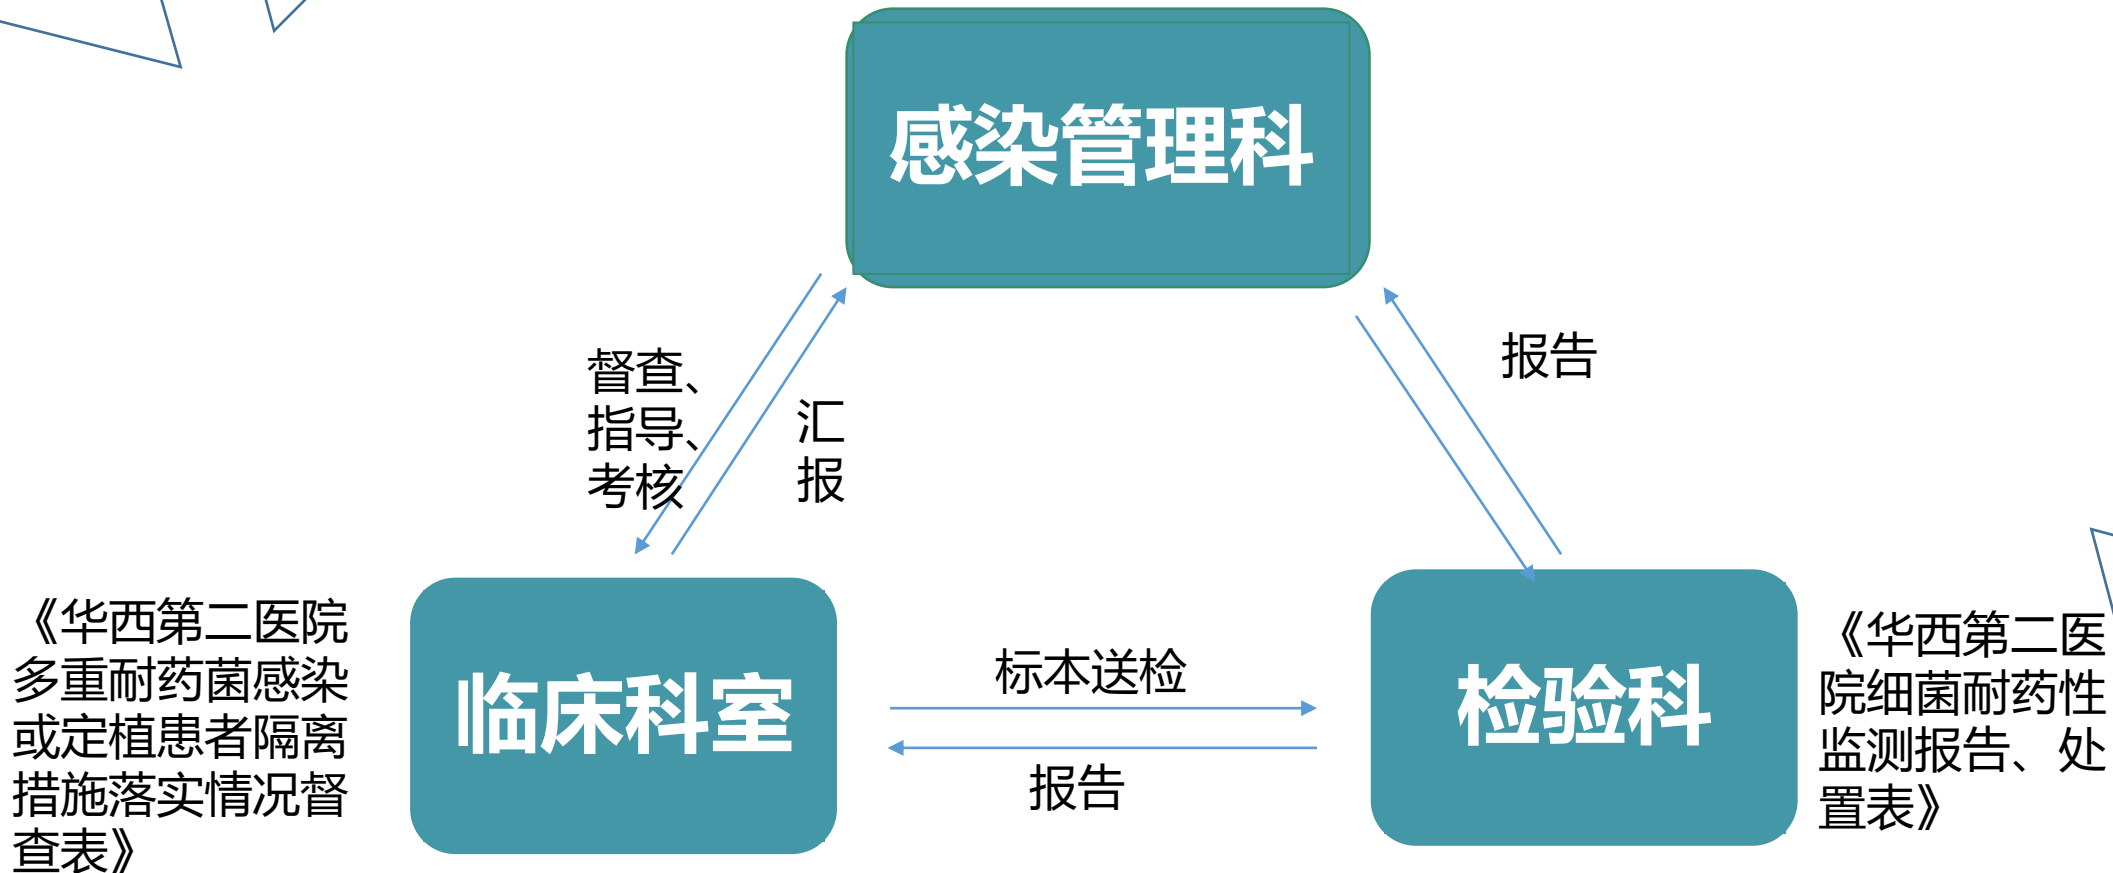 感染管理科
督查、
指导、
考核
汇
报
报告
《华西第二医院
多重耐药菌感染
或定植患者隔离
措施落实情况督
查表》
临床科室
标本送检
报告
检验科
《华西第二医
院细菌耐药性
监测报告、处
置表》